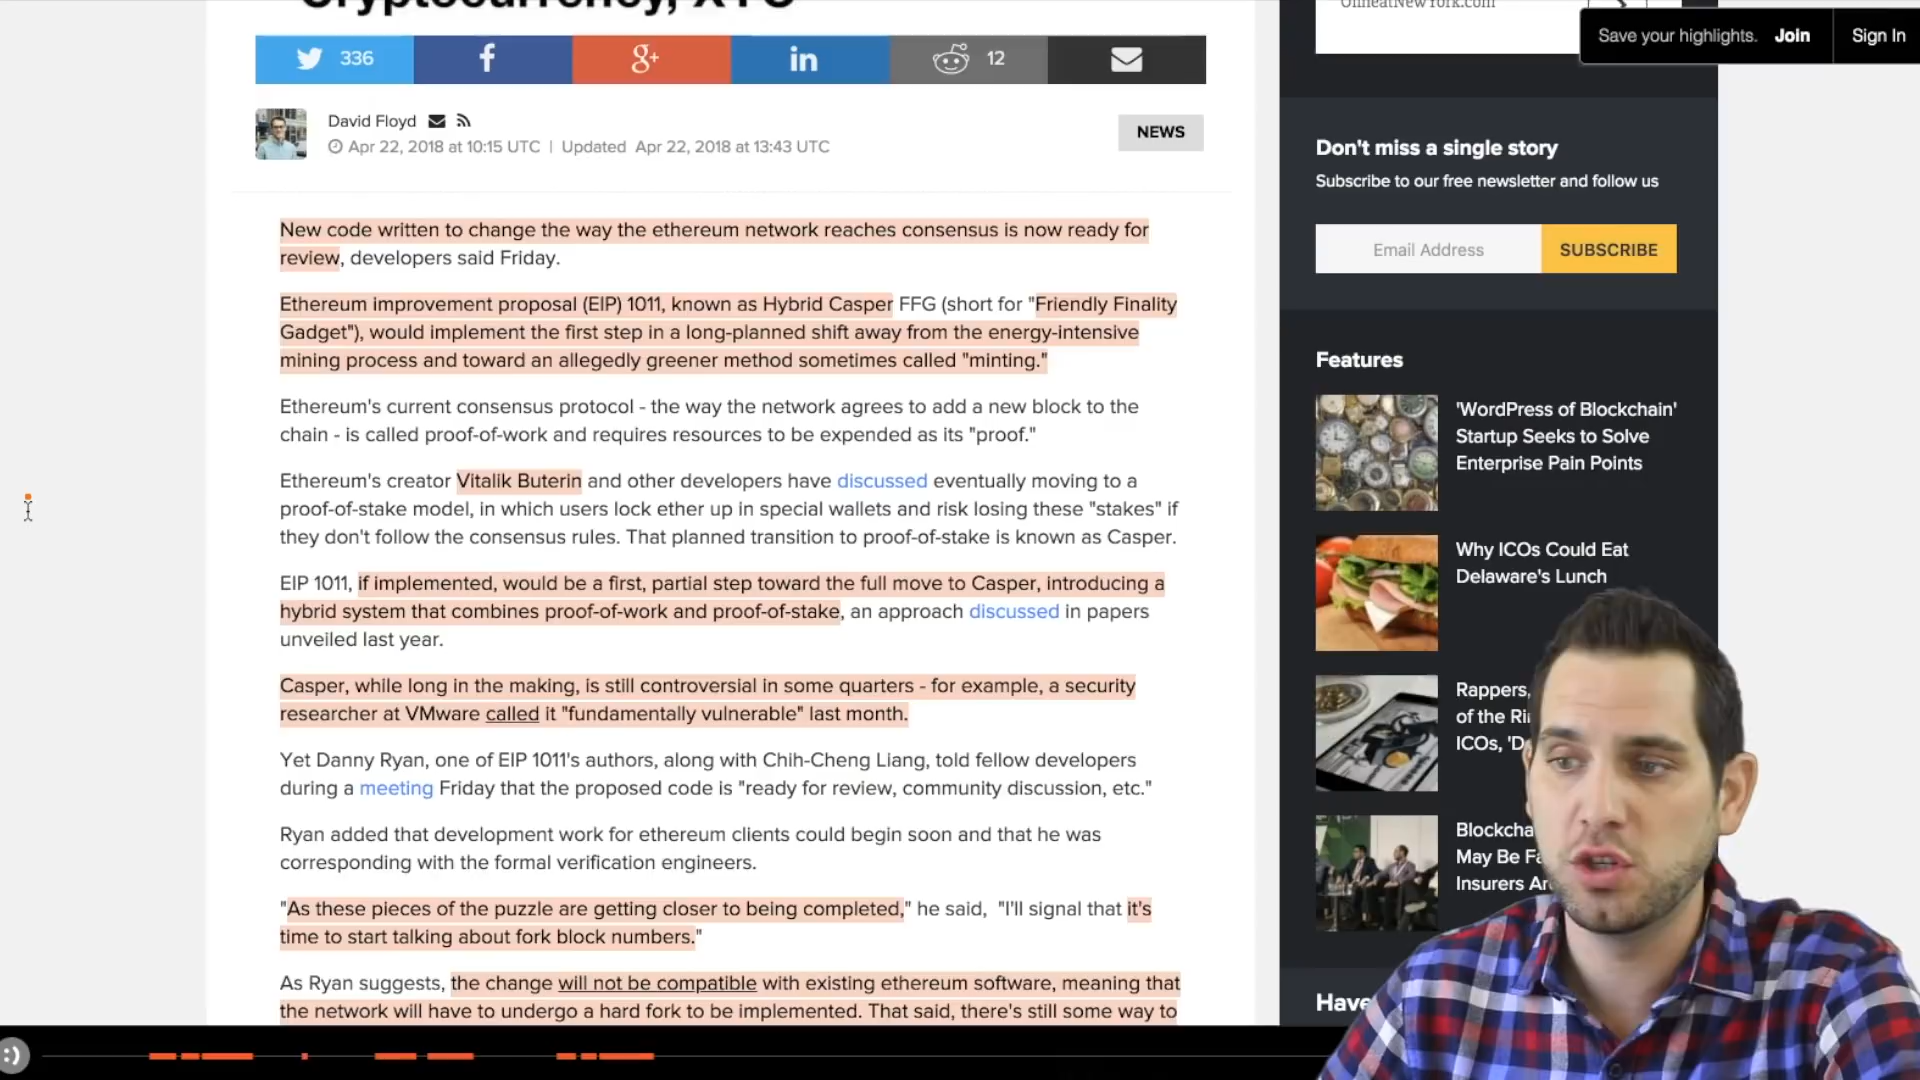 OnheatNewYork.com
Save your highlights. Join Sign In
336
f
g+
in
12
David Floyd
Apr 22, 2018 at 10:15 UTC | Updated Apr 22, 2018 at 13:43 UTC
NEWS
New code written to change the way the ethereum network reaches consensus is now ready for
review, developers said Friday.
Ethereum improvement proposal (EIP) 1011, known as Hybrid Casper FFG (short for "Friendly Finality
Gadget"), would implement the first step in a long-planned shift away from the energy-intensive
mining process and toward an allegedly greener method sometimes called "minting."
Ethereum's current consensus protocol - the way the network agrees to add a new block to the
chain - is called proof-of-work and requires resources to be expended as its "proof."
Ethereum's creator Vitalik Buterin and other developers have discussed eventually moving to a
proof-of-stake model, in which users lock ether up in special wallets and risk losing these "stakes" if
they don't follow the consensus rules. That planned transition to proof-of-stake is known as Casper.
EIP 1011, if implemented, would be a first, partial step toward the full move to Casper, introducing a
hybrid system that combines proof-of-work and proof-of-stake, an approach discussed in papers
unveiled last year.
Casper, while long in the making, is still controversial in some quarters - for example, a security
researcher at VMware called it "fundamentally vulnerable" last month.
Yet Danny Ryan, one of EIP 1011's authors, along with Chih-Cheng Liang, told fellow developers
during a meeting Friday that the proposed code is "ready for review, community discussion, etc."
Ryan added that development work for ethereum clients could begin soon and that he was
corresponding with the formal verification engineers.
"As these pieces of the puzzle are getting closer to being completed," he said, "I'll signal that it's
time to start talking about fork block numbers."
As Ryan suggests, the change will not be compatible with existing ethereum software, meaning that
the network will have to undergo a hard fork to be implemented. That said, there's still some way to
Don't miss a single story
Subscribe to our free newsletter and follow us
Email Address SUBSCRIBE
Features
'WordPress of Blockchain'
Startup Seeks to Solve
Enterprise Pain Points
Why ICOs Could Eat
Delaware's Lunch
Rappers,
of the Ri
ICOs, 'D
Blockcha
May Be Fa
Insurers Ar
Have